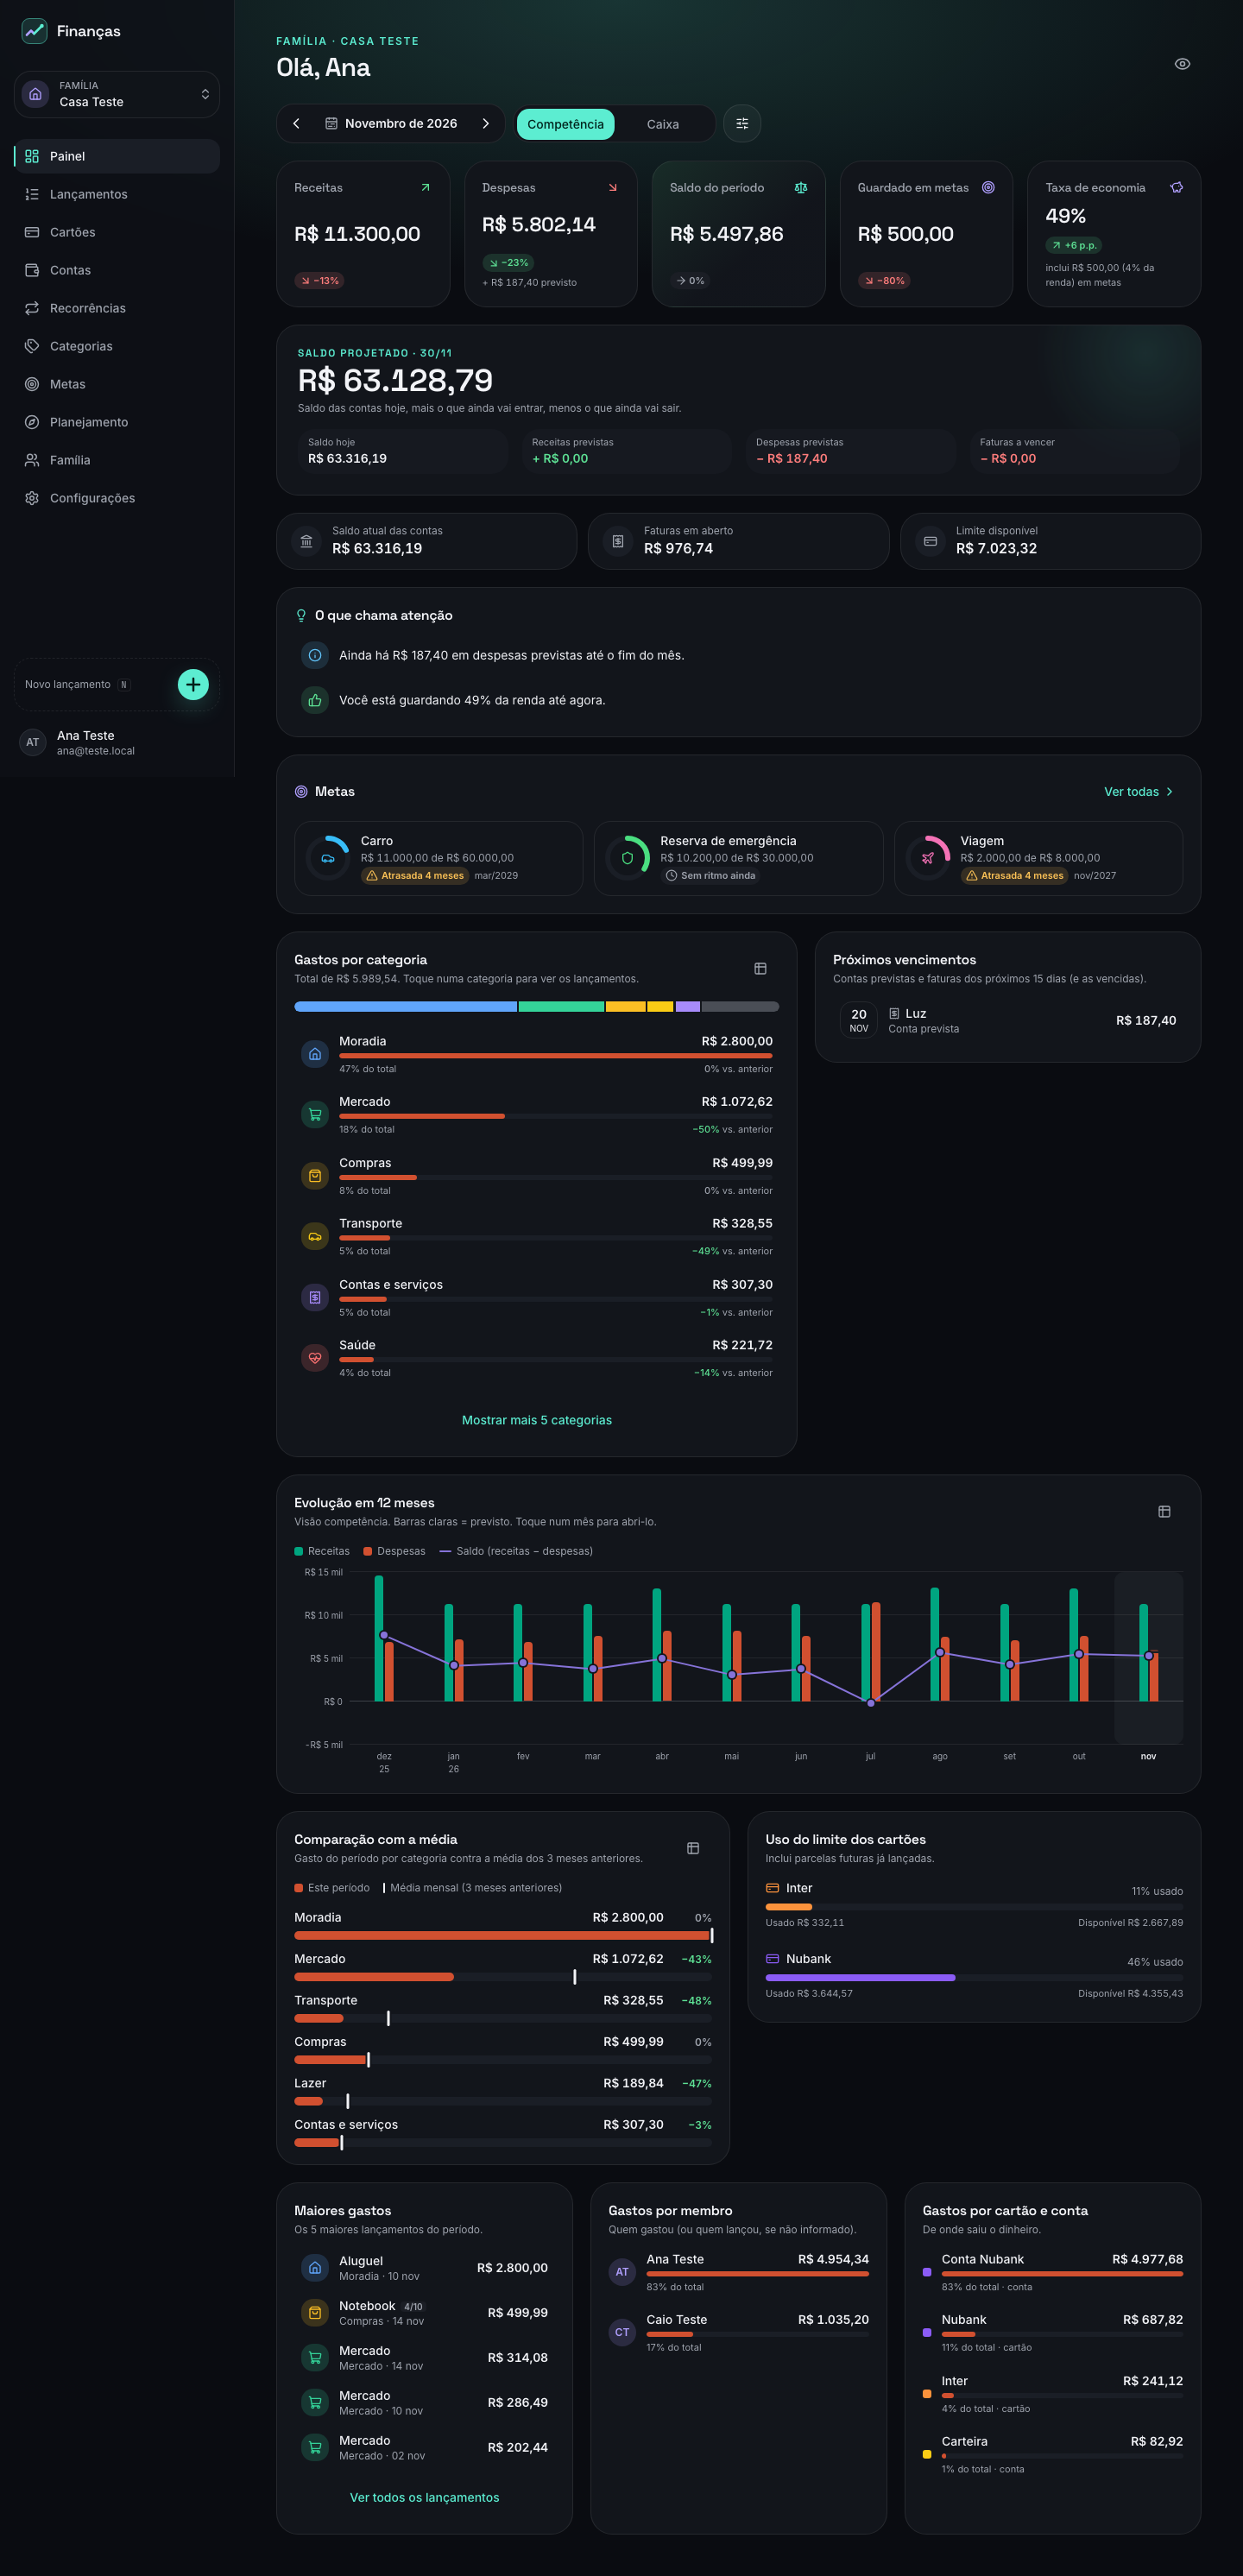 Finanças
FAMÍLIA
Casa Teste
Painel
Lançamentos
Cartões
Contas
Recorrências
Categorias
Metas
Planejamento
Família
Configurações
Novo lançamento N
AT
Ana Teste
ana@teste.local
FAMÍLIA · CASA TESTE
Olá, Ana
Novembro de 2026
Competência
Caixa
Receitas
R$ 11.300,00
−13%
Despesas
R$ 5.802,14
−23%
+ R$ 187,40 previsto
Saldo do período
R$ 5.497,86
0%
Guardado em metas
R$ 500,00
−80%
Taxa de economia
49%
+6 p.p.
inclui R$ 500,00 (4% da
renda) em metas
SALDO PROJETADO · 30/11
R$ 63.128,79
Saldo das contas hoje, mais o que ainda vai entrar, menos o que ainda vai sair.
Saldo hoje
R$ 63.316,19
Receitas previstas
+ R$ 0,00
Despesas previstas
− R$ 187,40
Faturas a vencer
− R$ 0,00
Saldo atual das contas
R$ 63.316,19
Faturas em aberto
R$ 976,74
Limite disponível
R$ 7.023,32
O que chama atenção
Ainda há R$ 187,40 em despesas previstas até o fim do mês.
Você está guardando 49% da renda até agora.
Metas
Ver todas
Carro
R$ 11.000,00 de R$ 60.000,00
Atrasada 4 meses mar/2029
Reserva de emergência
R$ 10.200,00 de R$ 30.000,00
Sem ritmo ainda
Viagem
R$ 2.000,00 de R$ 8.000,00
Atrasada 4 meses nov/2027
Gastos por categoria
Total de R$ 5.989,54. Toque numa categoria para ver os lançamentos.
Moradia R$ 2.800,00
47% do total 0% vs. anterior
Mercado R$ 1.072,62
18% do total −50% vs. anterior
Compras R$ 499,99
8% do total 0% vs. anterior
Transporte R$ 328,55
5% do total −49% vs. anterior
Contas e serviços R$ 307,30
5% do total −1% vs. anterior
Saúde R$ 221,72
4% do total −14% vs. anterior
Mostrar mais 5 categorias
Próximos vencimentos
Contas previstas e faturas dos próximos 15 dias (e as vencidas).
20
NOV
Luz
Conta prevista
R$ 187,40
Evolução em 12 meses
Visão competência. Barras claras = previsto. Toque num mês para abri-lo.
Receitas Despesas Saldo (receitas − despesas)
R$ 15 mil
R$ 10 mil
R$ 5 mil
R$ 0
-R$ 5 mil
dez jan fev mar abr mai jun jul ago set out nov
25 26
Comparação com a média
Gasto do período por categoria contra a média dos 3 meses anteriores.
Este período Média mensal (3 meses anteriores)
Moradia R$ 2.800,00 0%
Mercado R$ 1.072,62 −43%
Transporte R$ 328,55 −48%
Compras R$ 499,99 0%
Lazer R$ 189,84 −47%
Contas e serviços R$ 307,30 −3%
Uso do limite dos cartões
Inclui parcelas futuras já lançadas.
Inter 11% usado
Usado R$ 332,11 Disponível R$ 2.667,89
Nubank 46% usado
Usado R$ 3.644,57 Disponível R$ 4.355,43
Maiores gastos
Os 5 maiores lançamentos do período.
Aluguel
Moradia · 10 nov
R$ 2.800,00
Notebook 4/10
Compras · 14 nov
R$ 499,99
Mercado
Mercado · 14 nov
R$ 314,08
Mercado
Mercado · 10 nov
R$ 286,49
Mercado
Mercado · 02 nov
R$ 202,44
Ver todos os lançamentos
Gastos por membro
Quem gastou (ou quem lançou, se não informado).
AT
Ana Teste R$ 4.954,34
83% do total
CT
Caio Teste R$ 1.035,20
17% do total
Gastos por cartão e conta
De onde saiu o dinheiro.
Conta Nubank R$ 4.977,68
83% do total · conta
Nubank R$ 687,82
11% do total · cartão
Inter R$ 241,12
4% do total · cartão
Carteira R$ 82,92
1% do total · conta